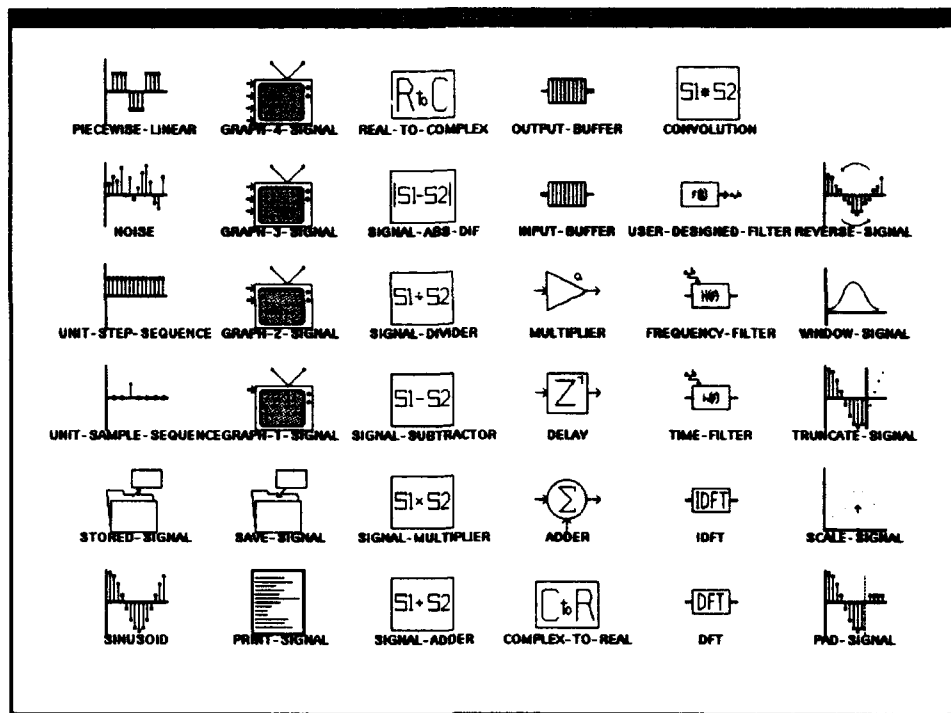 R to C
S1*S2
PIECEWISE-LINEAR GRAPH-4-SIGNAL REAL-TO-COMPLEX OUTPUT-BUFFER CONVOLUTION
|S1-S2|
NOISE GRAPH-3-SIGNAL SIGNAL-ABS-DIF INPUT-BUFFER USER-DESIGNED-FILTER REVERSE-SIGNAL
S1÷S2 a H(f)
UNIT-STEP-SEQUENCE GRAPH-2-SIGNAL SIGNAL-DIVIDER MULTIPLIER FREQUENCY-FILTER WINDOW-SIGNAL
S1-S2 Z⁻¹
UNIT-SAMPLE-SEQUENCE GRAPH-1-SIGNAL SIGNAL-SUBTRACTOR DELAY TIME-FILTER TRUNCATE-SIGNAL
S1×S2 Σ IDFT
STORED-SIGNAL SAVE-SIGNAL SIGNAL-MULTIPLIER ADDER IDFT SCALE-SIGNAL
S1+S2 C to R DFT
SINUSOID PRINT-SIGNAL SIGNAL-ADDER COMPLEX-TO-REAL DFT PAD-SIGNAL